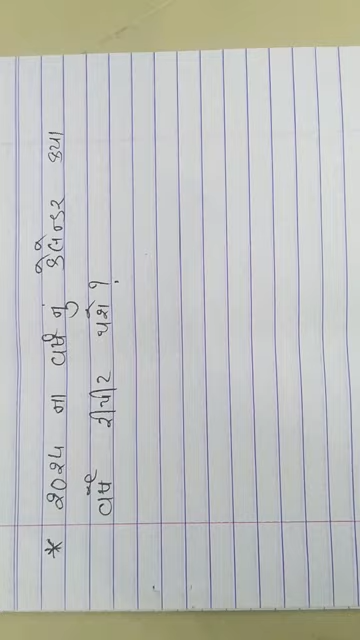 * ૨૦૨૫ ના વર્ષ નું કેલેન્ડર કયા
વર્ષે રીપીટ થશે ?